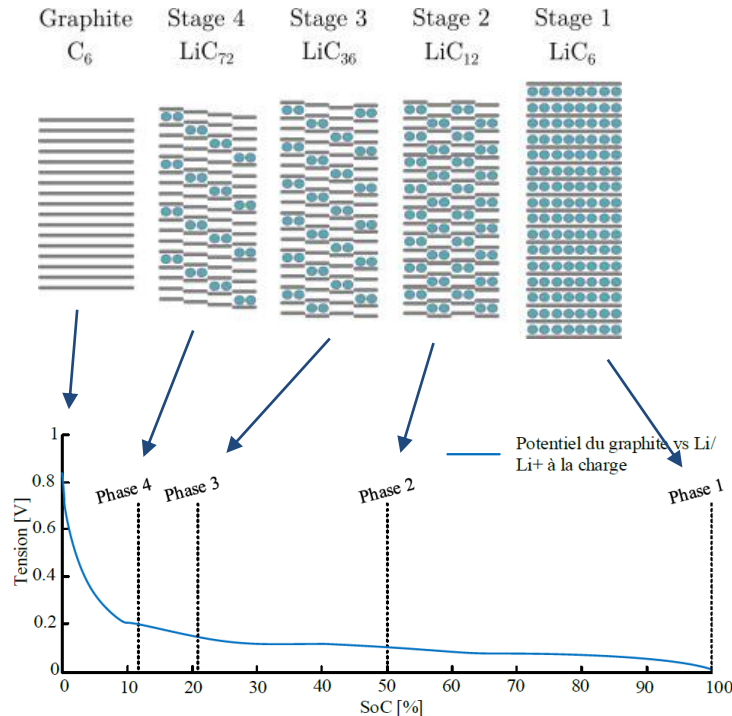 Graphite Stage 4 Stage 3 Stage 2 Stage 1
C6 LiC72 LiC36 LiC12 LiC6
Potentiel du graphite vs Li/
Li+ à la charge
Phase 4 Phase 3 Phase 2 Phase 1
Tension [V]
1
0.8
0.6
0.4
0.2
0
0 10 20 30 40 50 60 70 80 90 100
SoC [%]